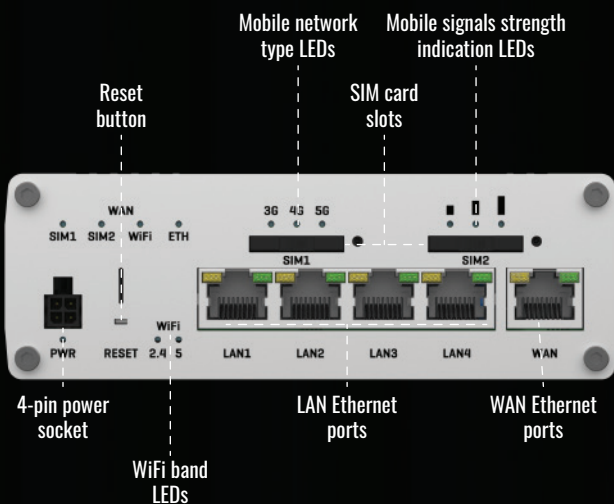 Mobile network
type LEDs
Mobile signals strength
indication LEDs
Reset
button
SIM card
slots
WAN
SIM1 SIM2 WiFi ETH
3G 4G 5G
SIM1
SIM2
WiFi
PWR RESET 2.4 5 LAN1 LAN2 LAN3 LAN4 WAN
4-pin power
socket
LAN Ethernet
ports
WAN Ethernet
ports
WiFi band
LEDs